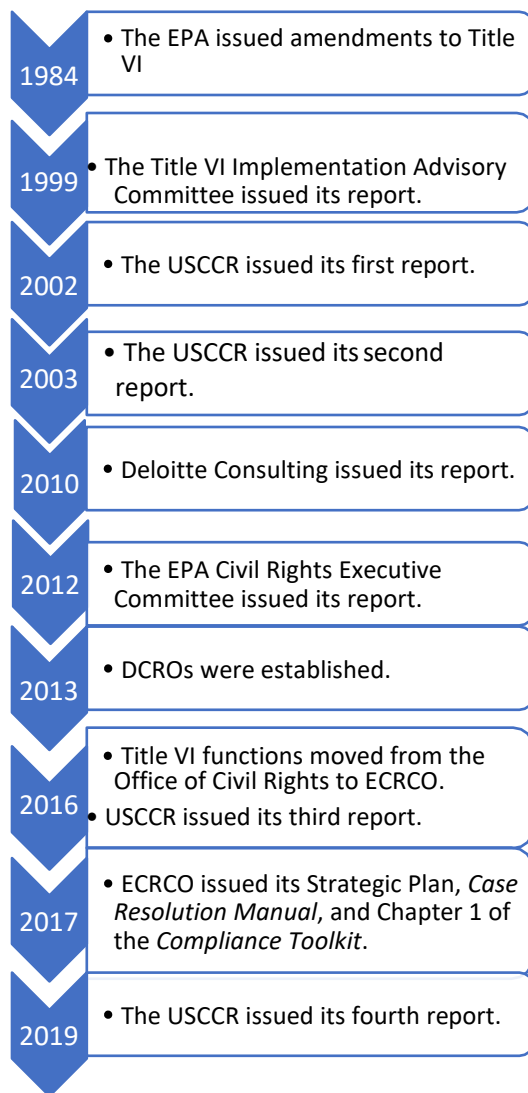 1984
• The EPA issued amendments to Title
VI
1999
• The Title VI Implementation Advisory
Committee issued its report.
2002
• The USCCR issued its first report.
2003
• The USCCR issued its second
report.
2010
• Deloitte Consulting issued its report.
2012
• The EPA Civil Rights Executive
Committee issued its report.
2013
• DCROs were established.
2016
• Title VI functions moved from the
Office of Civil Rights to ECRCO.
• USCCR issued its third report.
2017
• ECRCO issued its Strategic Plan, Case
Resolution Manual, and Chapter 1 of
the Compliance Toolkit.
2019
• The USCCR issued its fourth report.